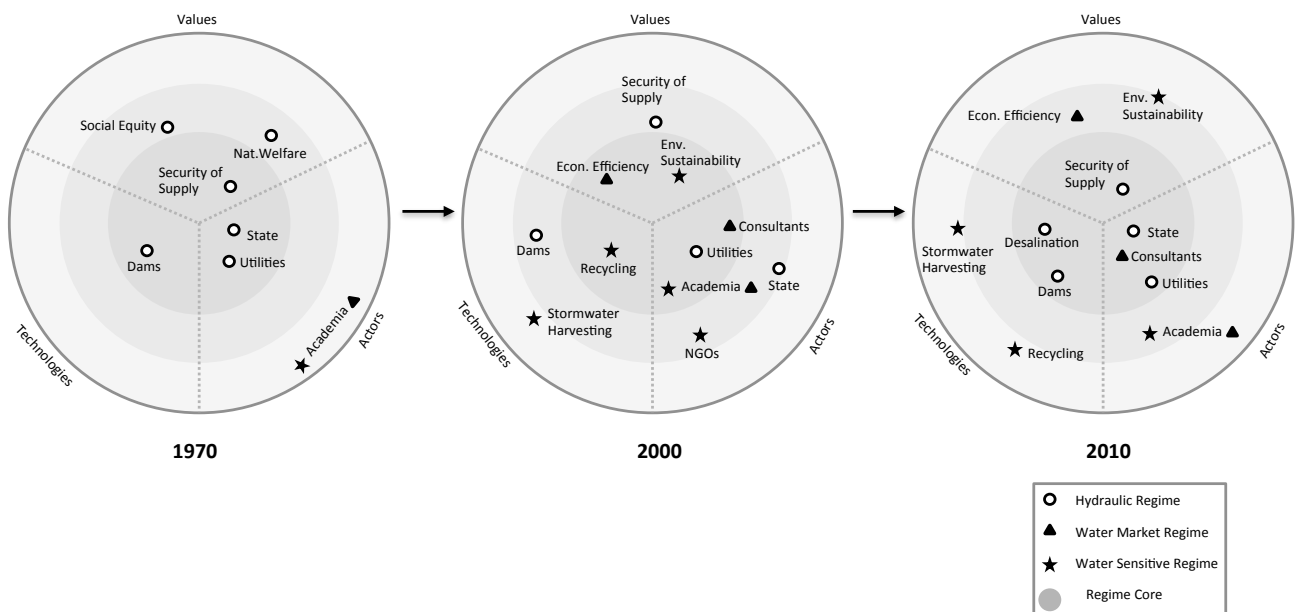 Values
Social Equity
Nat.Welfare
Security of
Supply
State
Utilities
Dams
Academia
Technologies
Actors
1970
Values
Security of
Supply
Env.
Sustainability
Econ. Efficiency
Consultants
Dams
Recycling
Utilities
Academia
State
Stormwater
Harvesting
NGOs
Technologies
Actors
2000
Values
Env.
Sustainability
Econ. Efficiency
Security of
Supply
Desalination
State
Stormwater
Harvesting
Consultants
Dams
Utilities
Academia
Recycling
Technologies
Actors
2010
Hydraulic Regime
Water Market Regime
Water Sensitive Regime
Regime Core